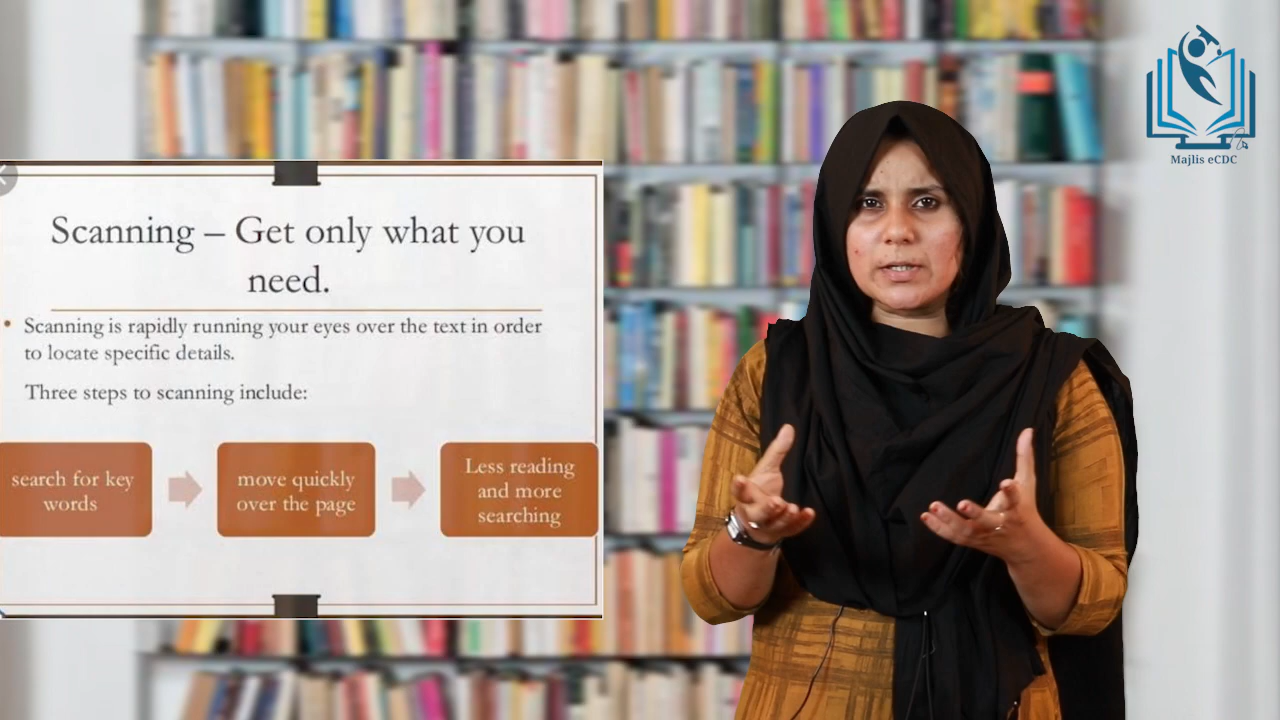 Scanning – Get only what you
need.
• Scanning is rapidly running your eyes over the text in order
to locate specific details.
Three steps to scanning include:
search for key
words
move quickly
over the page
Less reading
and more
searching
Majlis eCDC